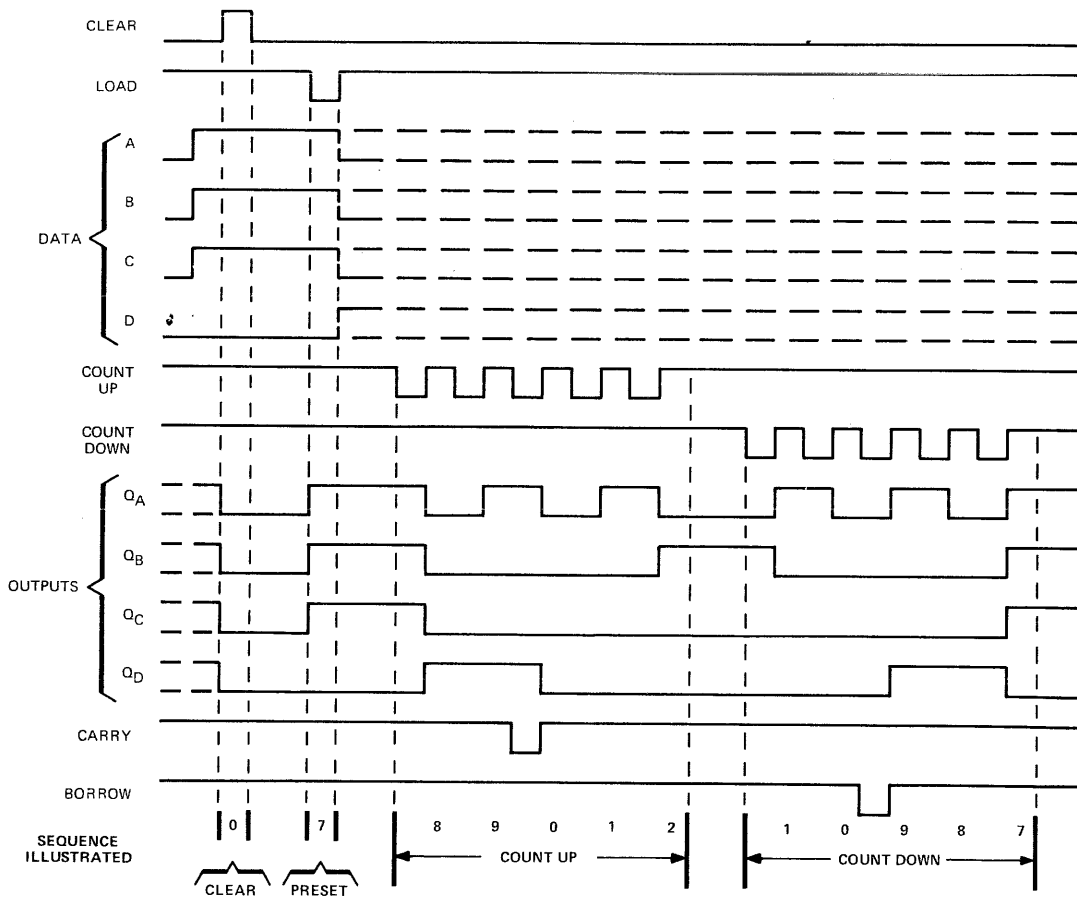 CLEAR
LOAD
A
B
DATA
C
D
COUNT
UP
COUNT
DOWN
QA
QB
OUTPUTS
QC
QD
CARRY
BORROW
SEQUENCE
ILLUSTRATED
0 7 8 9 0 1 2 1 0 9 8 7
COUNT UP COUNT DOWN
CLEAR PRESET